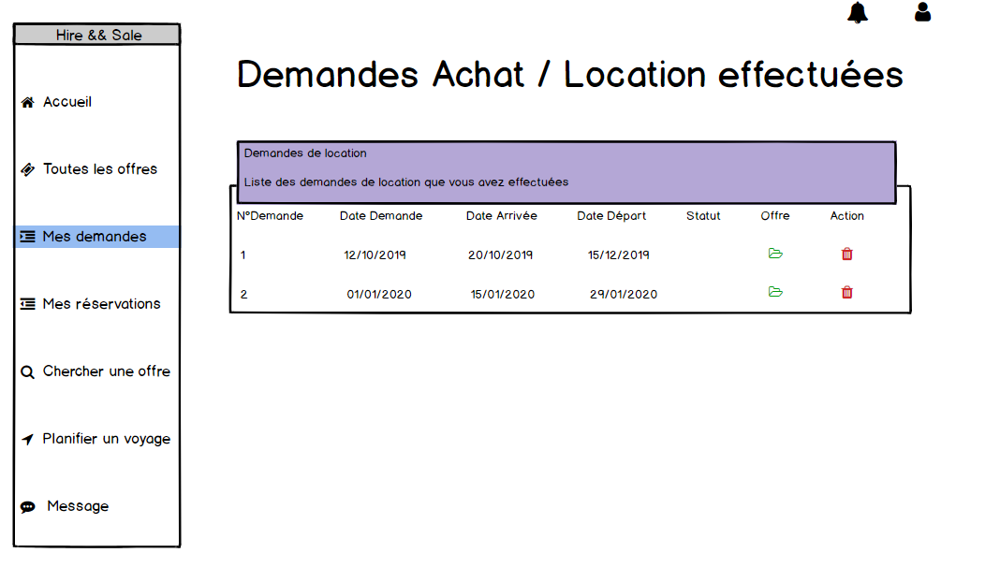 Hire && Sale
Accueil
Toutes les offres
Mes demandes
Mes réservations
Chercher une offre
Planifier un voyage
Message
Demandes Achat / Location effectuées
Demandes de location
Liste des demandes de location que vous avez effectuées
N°Demande Date Demande Date Arrivée Date Départ Statut Offre Action
1 12/10/2019 20/10/2019 15/12/2019
2 01/01/2020 15/01/2020 29/01/2020